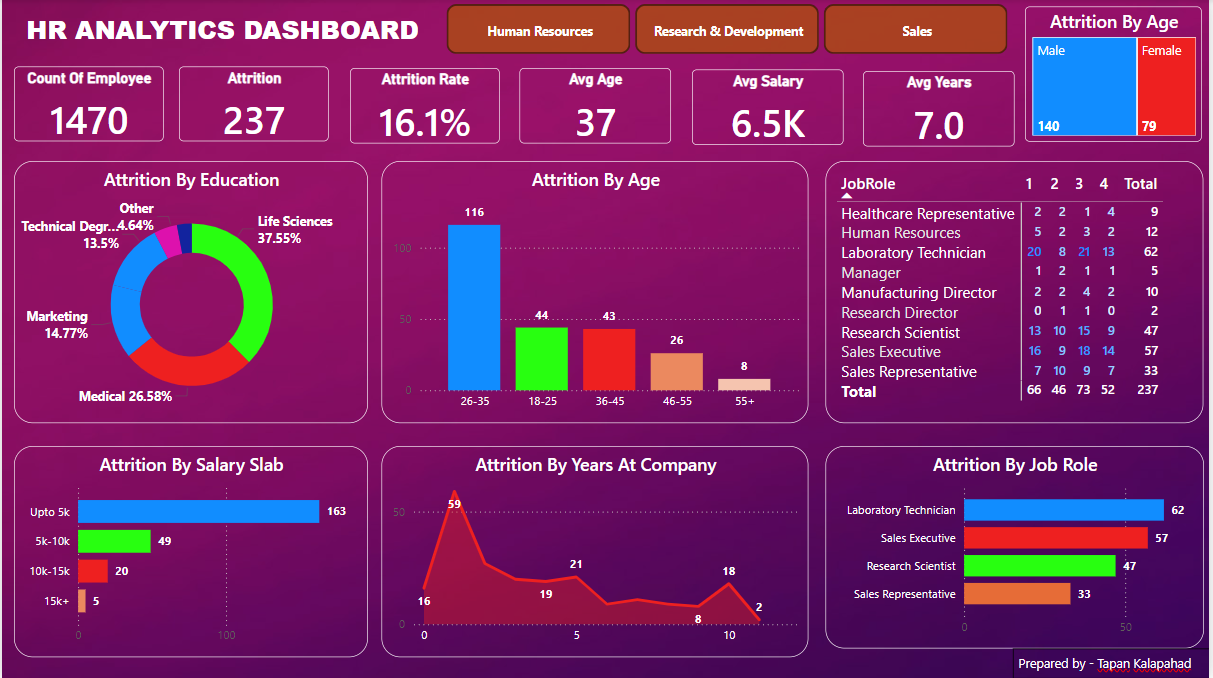 HR ANALYTICS DASHBOARD
Human Resources
Research & Development
Sales
Attrition By Age
Male
Female
140
79
Count Of Employee
1470
Attrition
237
Attrition Rate
16.1%
Avg Age
37
Avg Salary
6.5K
Avg Years
7.0
Attrition By Education
Other
4.64%
Technical Degr...
13.5%
Life Sciences
37.55%
Marketing
14.77%
Medical 26.58%
Attrition By Age
100
50
0
116
44
43
26
8
26-35
18-25
36-45
46-55
55+
JobRole 1 2 3 4 Total
Healthcare Representative 2 2 1 4 9
Human Resources 5 2 3 2 12
Laboratory Technician 20 8 21 13 62
Manager 1 2 1 1 5
Manufacturing Director 2 2 4 2 10
Research Director 0 1 1 0 2
Research Scientist 13 10 15 9 47
Sales Executive 16 9 18 14 57
Sales Representative 7 10 9 7 33
Total 66 46 73 52 237
Attrition By Salary Slab
Upto 5k 163
5k-10k 49
10k-15k 20
15k+ 5
0 100
Attrition By Years At Company
50
0
16
59
19
21
8
18
2
0 5 10
Attrition By Job Role
Laboratory Technician 62
Sales Executive 57
Research Scientist 47
Sales Representative 33
0 50
Prepared by - Tapan Kalapahad